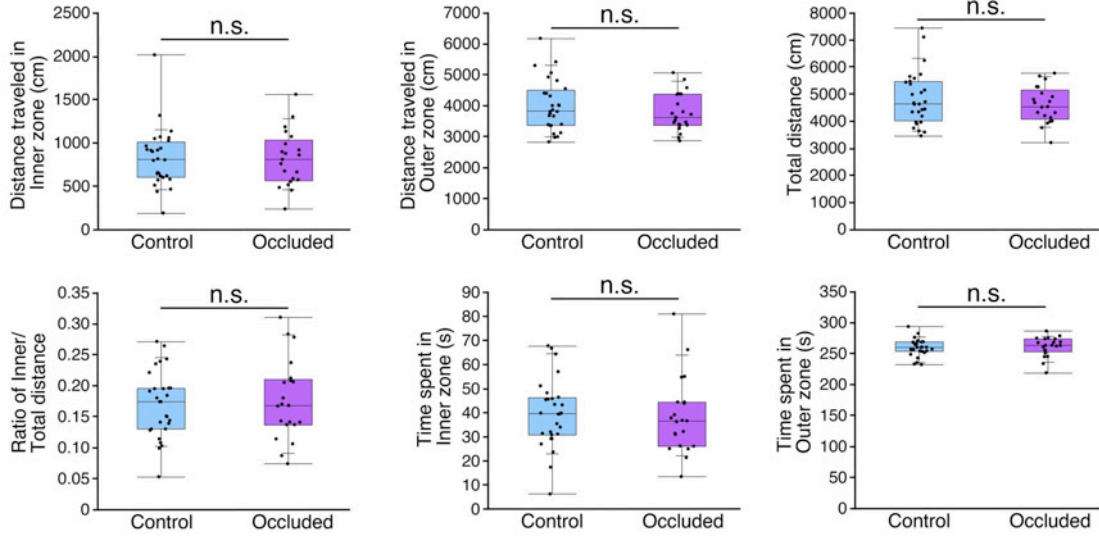 n.s.
Distance traveled in
Inner zone (cm)
2500
2000
1500
1000
500
0
Control
Occluded
n.s.
Distance traveled in
Outer zone (cm)
7000
6000
5000
4000
3000
2000
1000
0
Control
Occluded
n.s.
Total distance (cm)
8000
7000
6000
5000
4000
3000
2000
1000
0
Control
Occluded
n.s.
Ratio of Inner/
Total distance
0.35
0.30
0.25
0.20
0.15
0.10
0.05
0
Control
Occluded
n.s.
Time spent in
Inner zone (s)
90
80
70
60
50
40
30
20
10
0
Control
Occluded
n.s.
Time spent in
Outer zone (s)
350
300
250
200
150
100
50
0
Control
Occluded